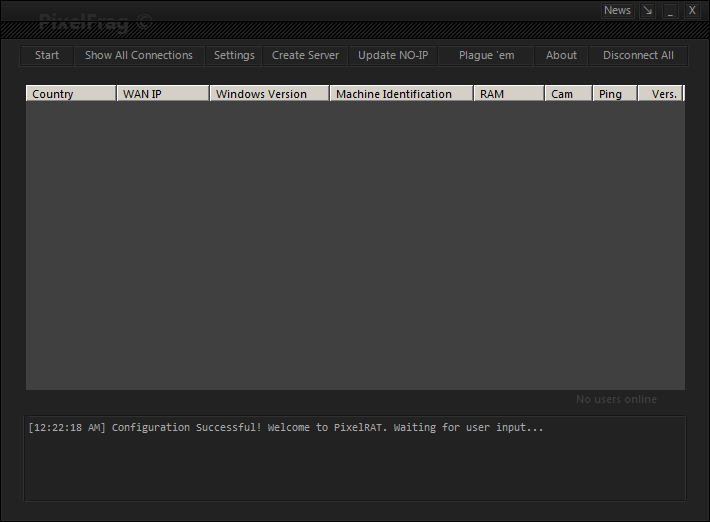 PixelFrag ©
News _ X
Start Show All Connections Settings Create Server Update NO-IP Plague 'em About Disconnect All
Country WAN IP Windows Version Machine Identification RAM Cam Ping Vers.
No users online
[12:22:18 AM] Configuration Successful! Welcome to PixelRAT. Waiting for user input...